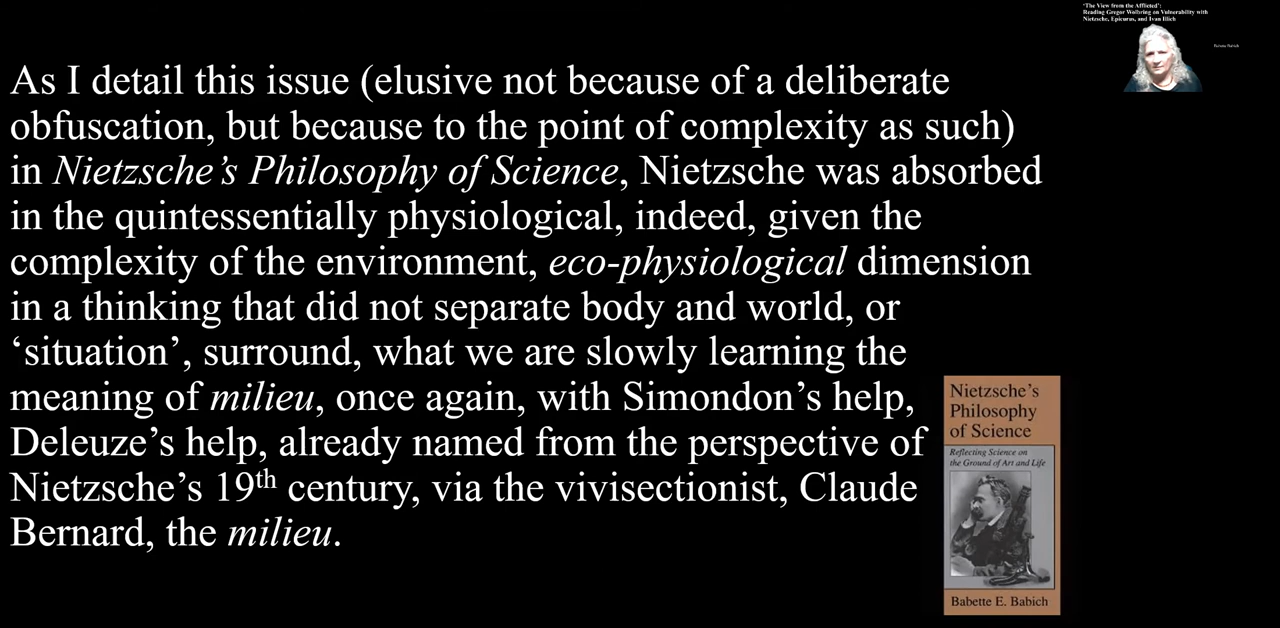 'The View from the Afflicted':
Reading Gregor Wolbring on Vulnerability with
Nietzsche, Epicurus, and Ivan Illich
Babich
As I detail this issue (elusive not because of a deliberate
obfuscation, but because to the point of complexity as such)
in Nietzsche's Philosophy of Science, Nietzsche was absorbed
in the quintessentially physiological, indeed, given the
complexity of the environment, eco-physiological dimension
in a thinking that did not separate body and world, or
‘situation’, surround, what we are slowly learning the
meaning of milieu, once again, with Simondon’s help,
Deleuze’s help, already named from the perspective of
Nietzsche’s 19th century, via the vivisectionist, Claude
Bernard, the milieu.
Nietzsche's
Philosophy
of Science
Reflecting Science on
the Ground of Art and Life
Babette E. Babich